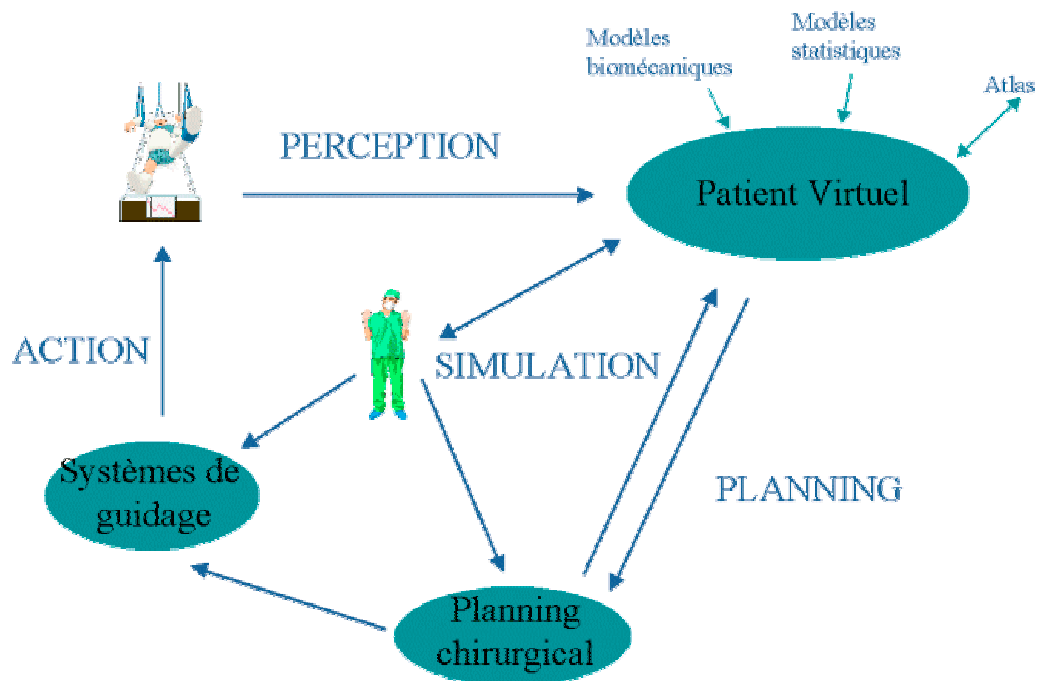 Modèles
biomécaniques
Modèles
statistiques
Atlas
PERCEPTION
Patient Virtuel
ACTION
SIMULATION
Systèmes de
guidage
PLANNING
Planning
chirurgical